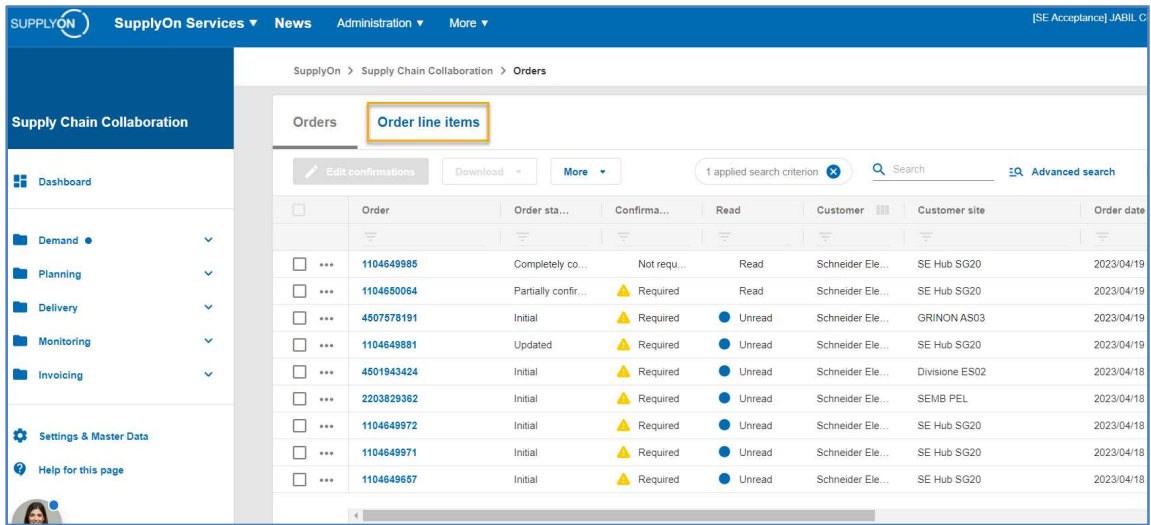 SUPPLYON SupplyOn Services News Administration More [SE Acceptance] JABIL C
SupplyOn > Supply Chain Collaboration > Orders
Supply Chain Collaboration
Dashboard
Demand
Planning
Delivery
Monitoring
Invoicing
Settings & Master Data
Help for this page
Orders Order line items
Edit confirmations Download More 1 applied search criterion Search Advanced search
Order Order sta... Confirma... Read Customer Customer site Order date
1104649985 Completely co... Not requ... Read Schneider Ele... SE Hub SG20 2023/04/19
1104650064 Partially confir... Required Read Schneider Ele... SE Hub SG20 2023/04/19
4507578191 Initial Required Unread Schneider Ele... GRINON AS03 2023/04/19
1104649881 Updated Required Unread Schneider Ele... SE Hub SG20 2023/04/19
4501943424 Initial Required Unread Schneider Ele... Divisione ES02 2023/04/18
2203829362 Initial Required Unread Schneider Ele... SEMB PEL 2023/04/18
1104649972 Initial Required Unread Schneider Ele... SE Hub SG20 2023/04/18
1104649971 Initial Required Unread Schneider Ele... SE Hub SG20 2023/04/18
1104649657 Initial Required Unread Schneider Ele... SE Hub SG20 2023/04/18